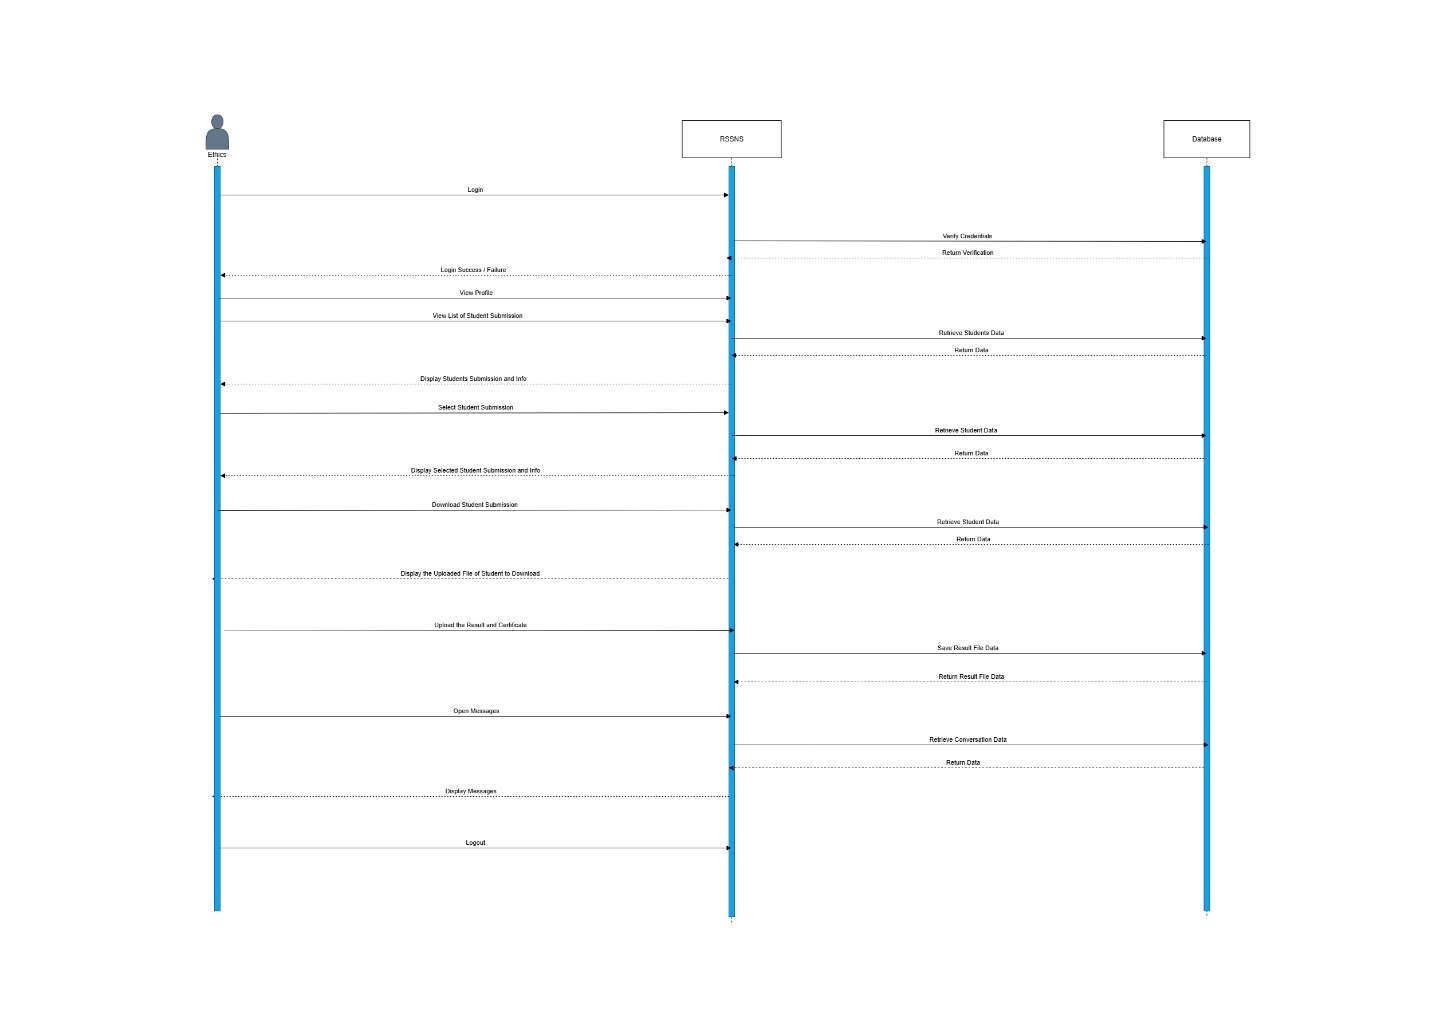 Ethics
RSSNS
Database
Login
Verify Credentials
Return Verification
Login Success / Failure
View Profile
View List of Student Submission
Retrieve Students Data
Return Data
Display Students Submission and Info
Select Student Submission
Retrieve Student Data
Return Data
Display Selected Student Submission and Info
Download Student Submission
Retrieve Student Data
Return Data
Display the Uploaded File of Student to Download
Upload the Result and Certificate
Save Result File Data
Return Result File Data
Open Messages
Retrieve Conversation Data
Return Data
Display Messages
Logout